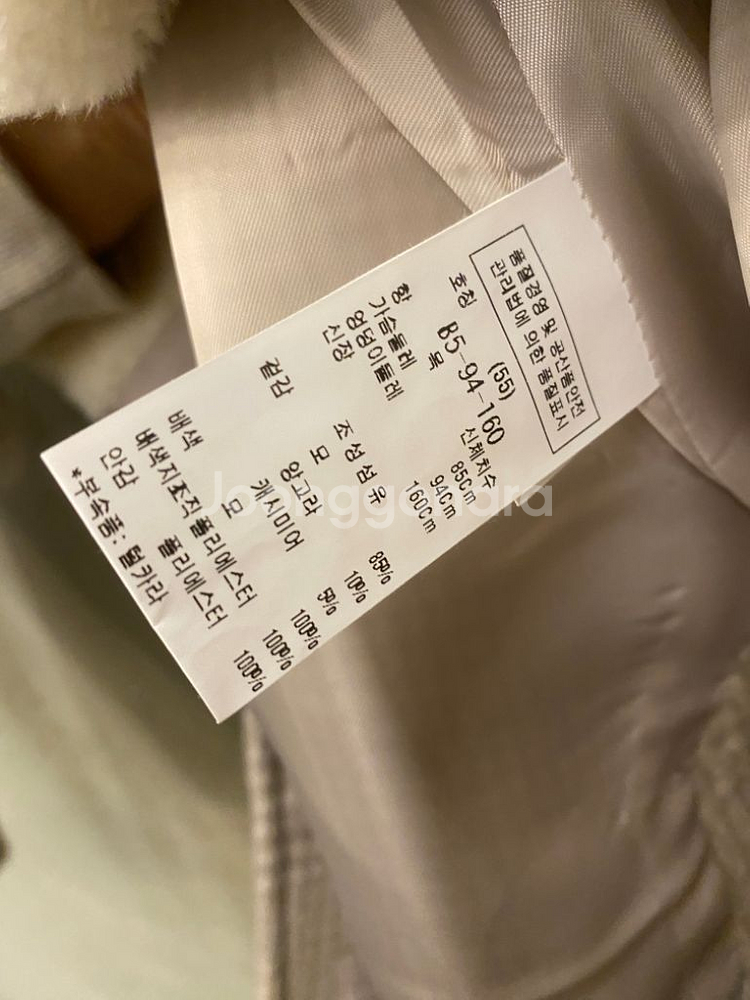 품질경영 및 공산품안전
관리법에 의한 품질표시
(55)
호칭 85-94-160
항 목 신체치수
가슴둘레 85Cm
엉덩이둘레 94Cm
신장 160Cm
조성섬유
겉감 모 85%
앙고라 10%
캐시미어 5%
배색 모 100%
배색지조직폴리에스터 100%
안감 폴리에스터 100%
*부속품: 털카라
Joonggonara